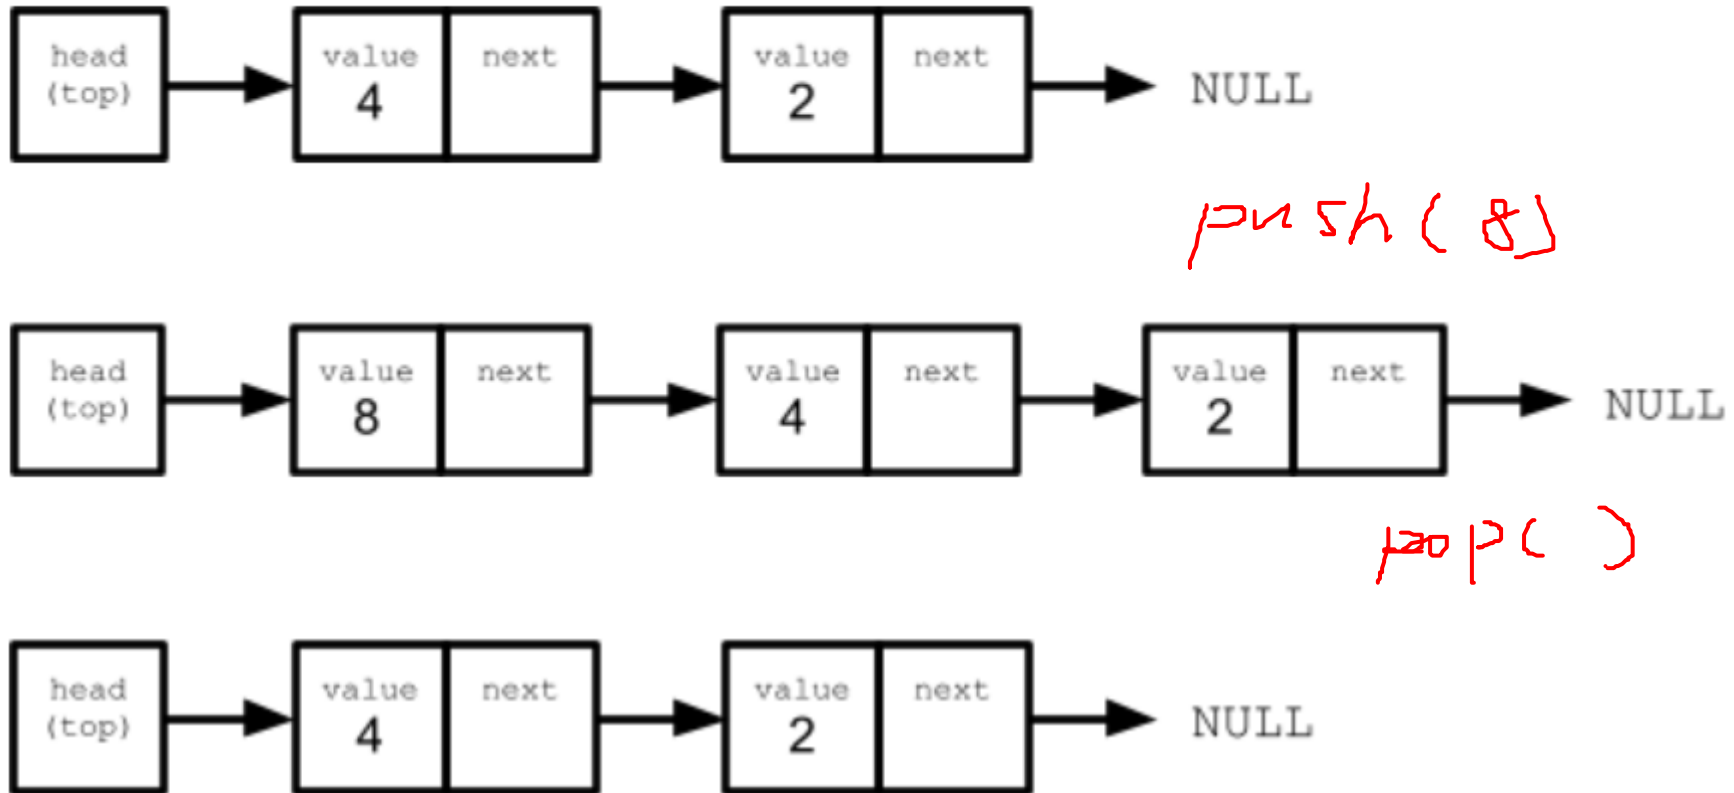 head value next value next
(top) 4 2 NULL
push(8)
head value next value next value next
(top) 8 4 2 NULL
pop( )
head value next value next
(top) 4 2 NULL